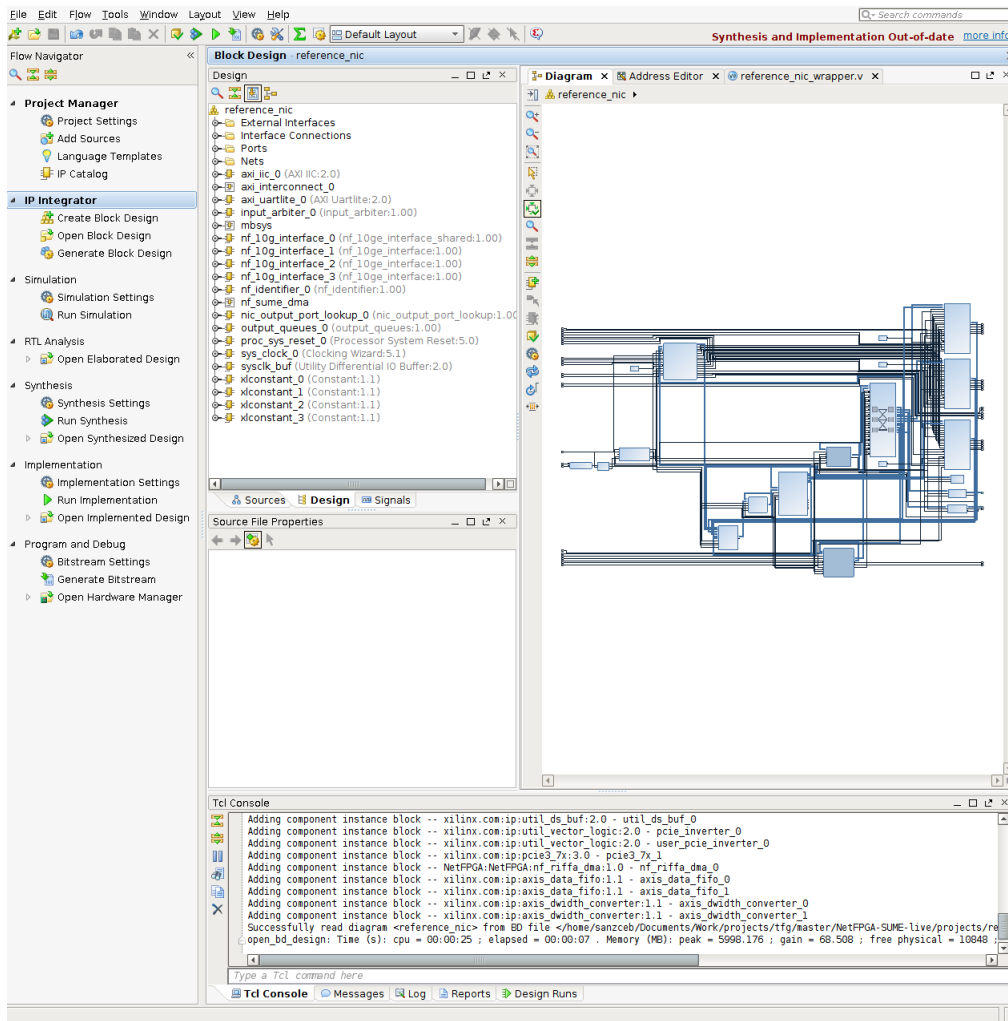 File Edit Flow Tools Window Layout View Help
Search commands
Default Layout
Synthesis and Implementation Out-of-date more info
Flow Navigator
Project Manager
Project Settings
Add Sources
Language Templates
IP Catalog
IP Integrator
Create Block Design
Open Block Design
Generate Block Design
Simulation
Simulation Settings
Run Simulation
RTL Analysis
Open Elaborated Design
Synthesis
Synthesis Settings
Run Synthesis
Open Synthesized Design
Implementation
Implementation Settings
Run Implementation
Open Implemented Design
Program and Debug
Bitstream Settings
Generate Bitstream
Open Hardware Manager
Block Design - reference_nic
Design
reference_nic
External Interfaces
Interface Connections
Ports
Nets
axi_iic_0 (AXI IIC:2.0)
axi_interconnect_0
axi_uartlite_0 (AXI Uartlite:2.0)
input_arbiter_0 (input_arbiter:1.00)
mbsys
nf_10g_interface_0 (nf_10ge_interface_shared:1.00)
nf_10g_interface_1 (nf_10ge_interface:1.00)
nf_10g_interface_2 (nf_10ge_interface:1.00)
nf_10g_interface_3 (nf_10ge_interface:1.00)
nf_identifier_0 (nf_identifier:1.00)
nf_sume_dma
nic_output_port_lookup_0 (nic_output_port_lookup:1.00
output_queues_0 (output_queues:1.00)
proc_sys_reset_0 (Processor System Reset:5.0)
sys_clock_0 (Clocking Wizard:5.1)
sysclk_buf (Utility Differential IO Buffer:2.0)
xlconstant_0 (Constant:1.1)
xlconstant_1 (Constant:1.1)
xlconstant_2 (Constant:1.1)
xlconstant_3 (Constant:1.1)
Sources Design Signals
Source File Properties
Diagram Address Editor reference_nic_wrapper.v
reference_nic
Tcl Console
Adding component instance block -- xilinx.com:ip:util_ds_buf:2.0 - util_ds_buf_0
Adding component instance block -- xilinx.com:ip:util_vector_logic:2.0 - pcie_inverter_0
Adding component instance block -- xilinx.com:ip:util_vector_logic:2.0 - user_pcie_inverter_0
Adding component instance block -- xilinx.com:ip:pcie3_7x:3.0 - pcie3_7x_1
Adding component instance block -- NetFPGA:NetFPGA:nf_riffa_dma:1.0 - nf_riffa_dma_0
Adding component instance block -- xilinx.com:ip:axis_data_fifo:1.1 - axis_data_fifo_0
Adding component instance block -- xilinx.com:ip:axis_data_fifo:1.1 - axis_data_fifo_1
Adding component instance block -- xilinx.com:ip:axis_dwidth_converter:1.1 - axis_dwidth_converter_0
Adding component instance block -- xilinx.com:ip:axis_dwidth_converter:1.1 - axis_dwidth_converter_1
Successfully read diagram <reference_nic> from BD file </home/sanzceb/Documents/Work/projects/tfg/master/NetFPGA-SUME-live/projects/re
open_bd_design: Time (s): cpu = 00:00:25 ; elapsed = 00:00:07 . Memory (MB): peak = 5998.176 ; gain = 68.508 ; free physical = 10848 ;
Type a Tcl command here
Tcl Console Messages Log Reports Design Runs